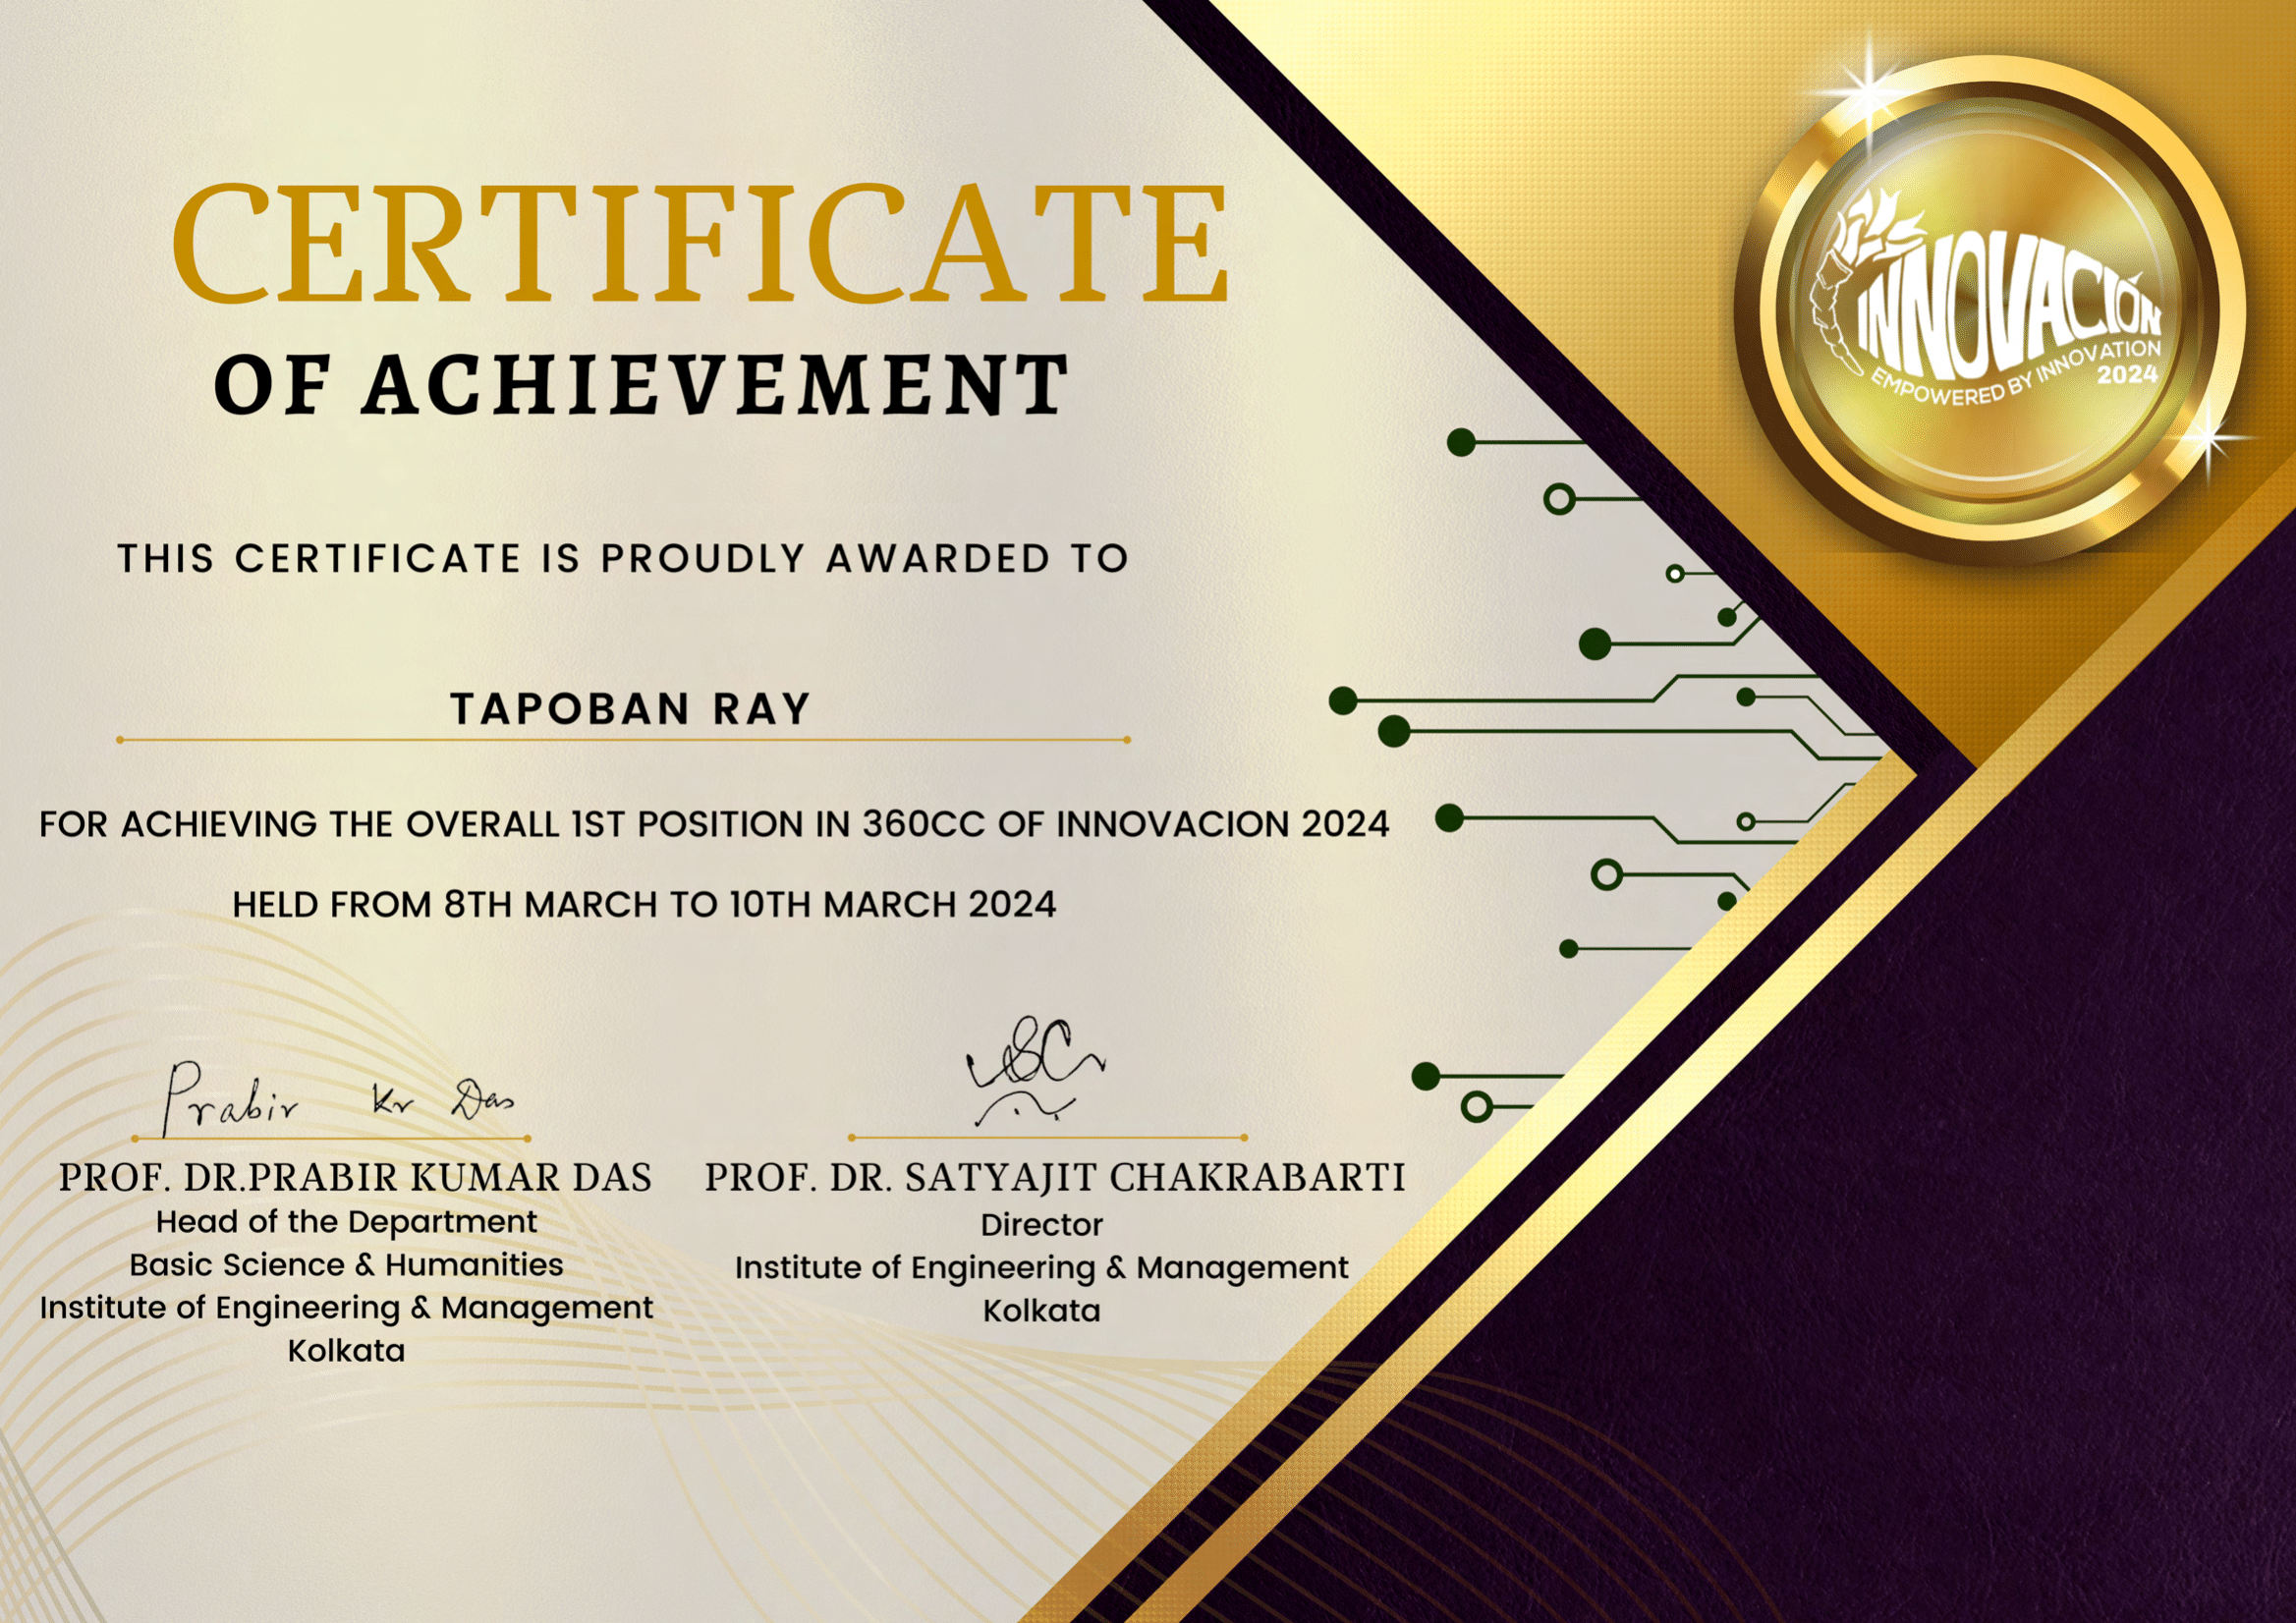 INNOVACIÓN
EMPOWERED BY INNOVATION
2024
CERTIFICATE
OF ACHIEVEMENT
THIS CERTIFICATE IS PROUDLY AWARDED TO
TAPOBAN RAY
FOR ACHIEVING THE OVERALL 1ST POSITION IN 360CC OF INNOVACION 2024
HELD FROM 8TH MARCH TO 10TH MARCH 2024
Prabir Kr Das
PROF. DR.PRABIR KUMAR DAS
Head of the Department
Basic Science & Humanities
Institute of Engineering & Management
Kolkata
PROF. DR. SATYAJIT CHAKRABARTI
Director
Institute of Engineering & Management
Kolkata